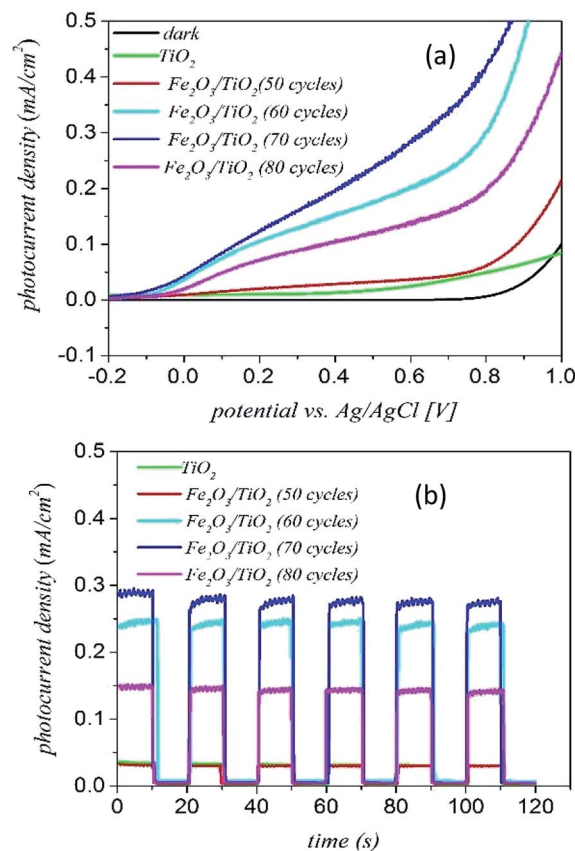 0.5
0.4
0.3
0.2
0.1
0.0
-0.1
photocurrent density (mA/cm²)
dark
TiO₂
Fe₂O₃/TiO₂(50 cycles)
Fe₂O₃/TiO₂ (60 cycles)
Fe₂O₃/TiO₂ (70 cycles)
Fe₂O₃/TiO₂ (80 cycles)
(a)
-0.2 0.0 0.2 0.4 0.6 0.8 1.0
potential vs. Ag/AgCl [V]
0.5
0.4
0.3
0.2
0.1
0.0
photocurrent density (mA/cm²)
TiO₂
Fe₂O₃/TiO₂ (50 cycles)
Fe₂O₃/TiO₂ (60 cycles)
Fe₂O₃/TiO₂ (70 cycles)
Fe₂O₃/TiO₂ (80 cycles)
(b)
0 20 40 60 80 100 120 140
time (s)